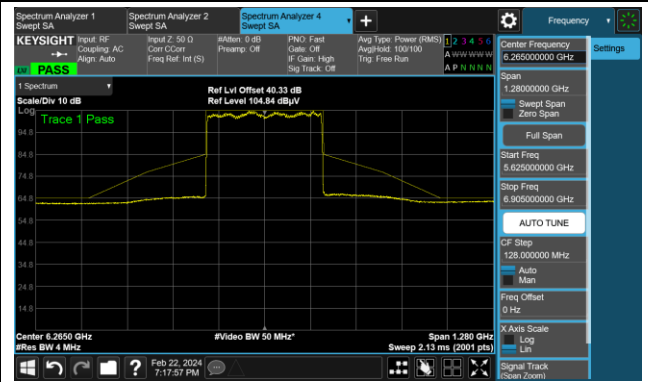 Spectrum Analyzer 1
Swept SA
Spectrum Analyzer 2
Swept SA
Spectrum Analyzer 4
Swept SA
Frequency
KEYSIGHT
Input: RF
Coupling: AC
Align: Auto
Input Z: 50 Ω
Corr CCorr
Freq Ref: Int (S)
#Atten: 0 dB
Preamp: Off
PNO: Fast
Gate: Off
IF Gain: High
Sig Track: Off
Avg Type: Power (RMS)
Avg|Hold: 100/100
Trig: Free Run
1 2 3 4 5 6
A W W W W W
A P N N N N
PASS
1 Spectrum
Scale/Div 10 dB
Ref Lvl Offset 40.33 dB
Ref Level 104.84 dBµV
Log
Trace 1 Pass
94.8
84.8
74.8
64.8
54.8
44.8
34.8
24.8
14.8
Center 6.2650 GHz
#Res BW 4 MHz
#Video BW 50 MHz*
Span 1.280 GHz
Sweep 2.13 ms (2001 pts)
Feb 22, 2024
7:17:57 PM
Center Frequency
6.265000000 GHz
Settings
Span
1.28000000 GHz
Swept Span
Zero Span
Full Span
Start Freq
5.625000000 GHz
Stop Freq
6.905000000 GHz
AUTO TUNE
CF Step
128.000000 MHz
Auto
Man
Freq Offset
0 Hz
X Axis Scale
Log
Lin
Signal Track
(Span Zoom)